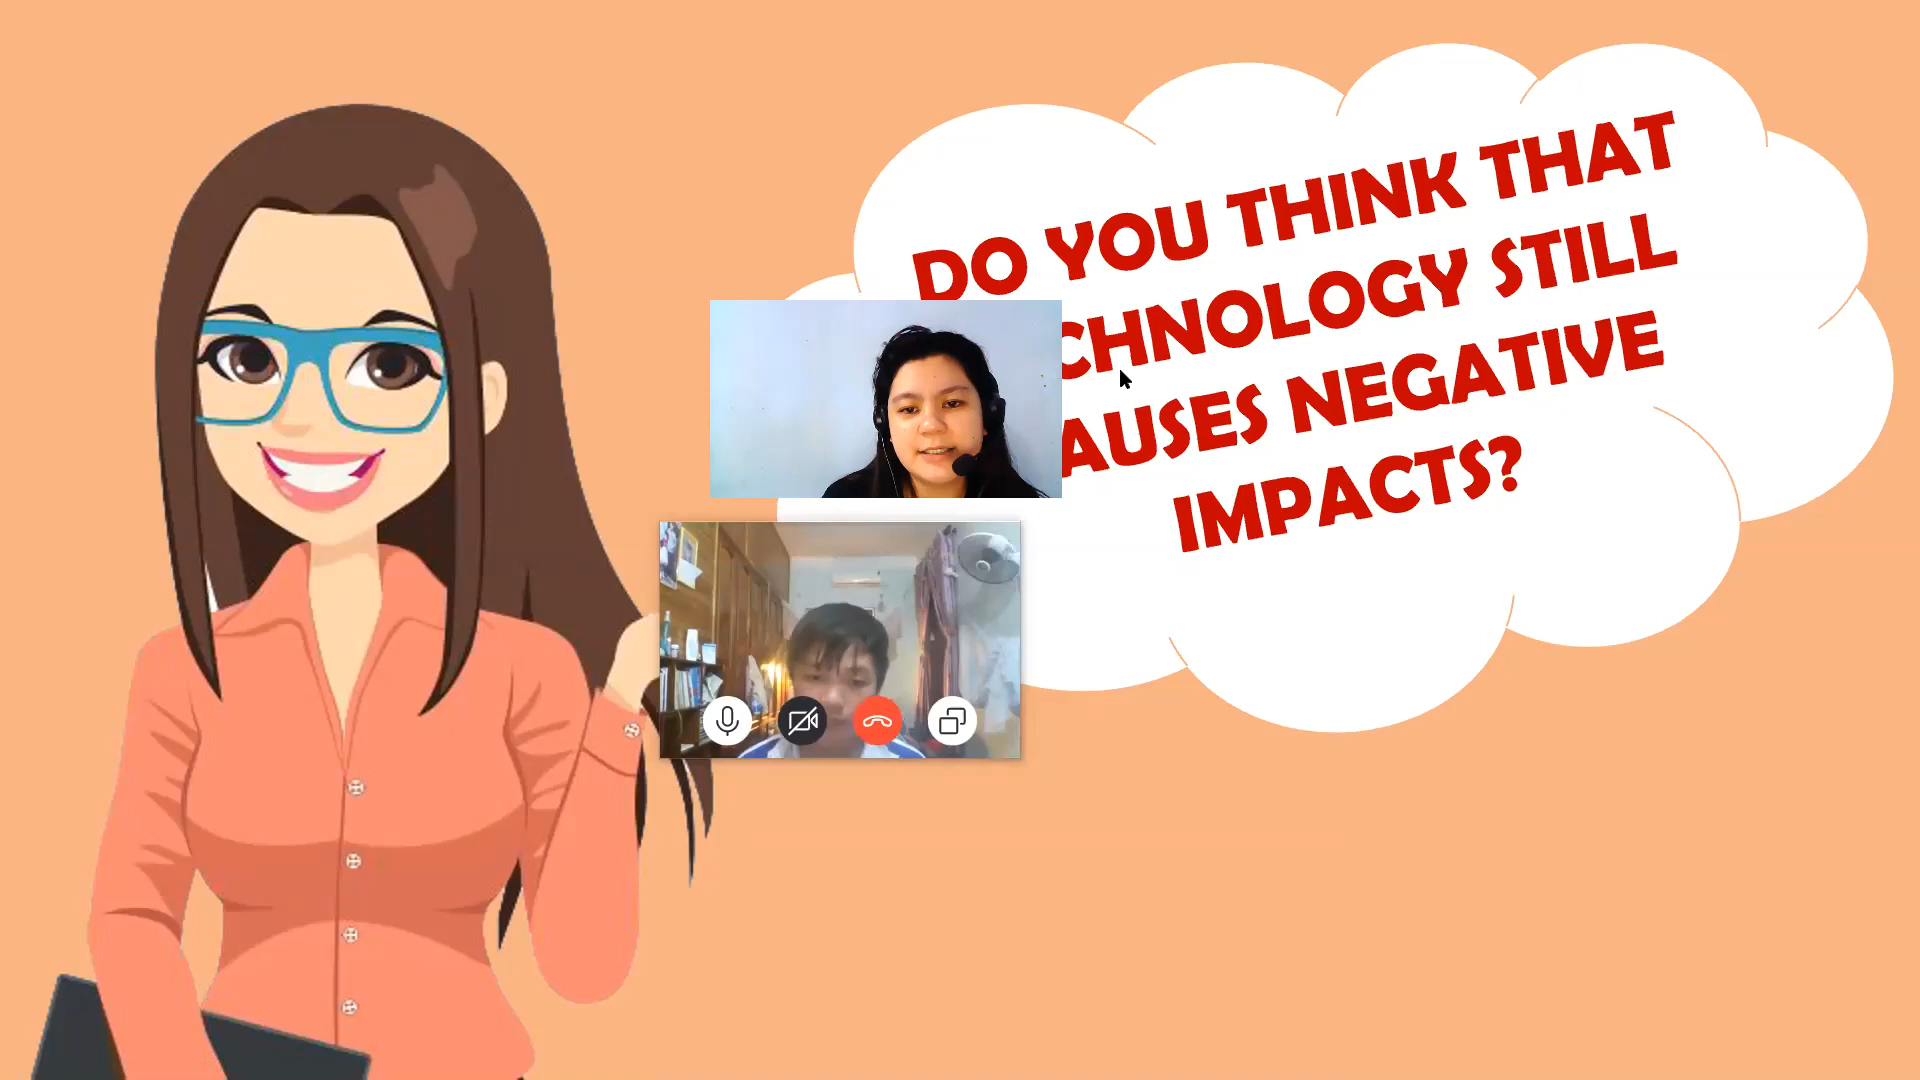 DO YOU THINK THAT
CHNOLOGY STILL
AUSES NEGATIVE
IMPACTS?